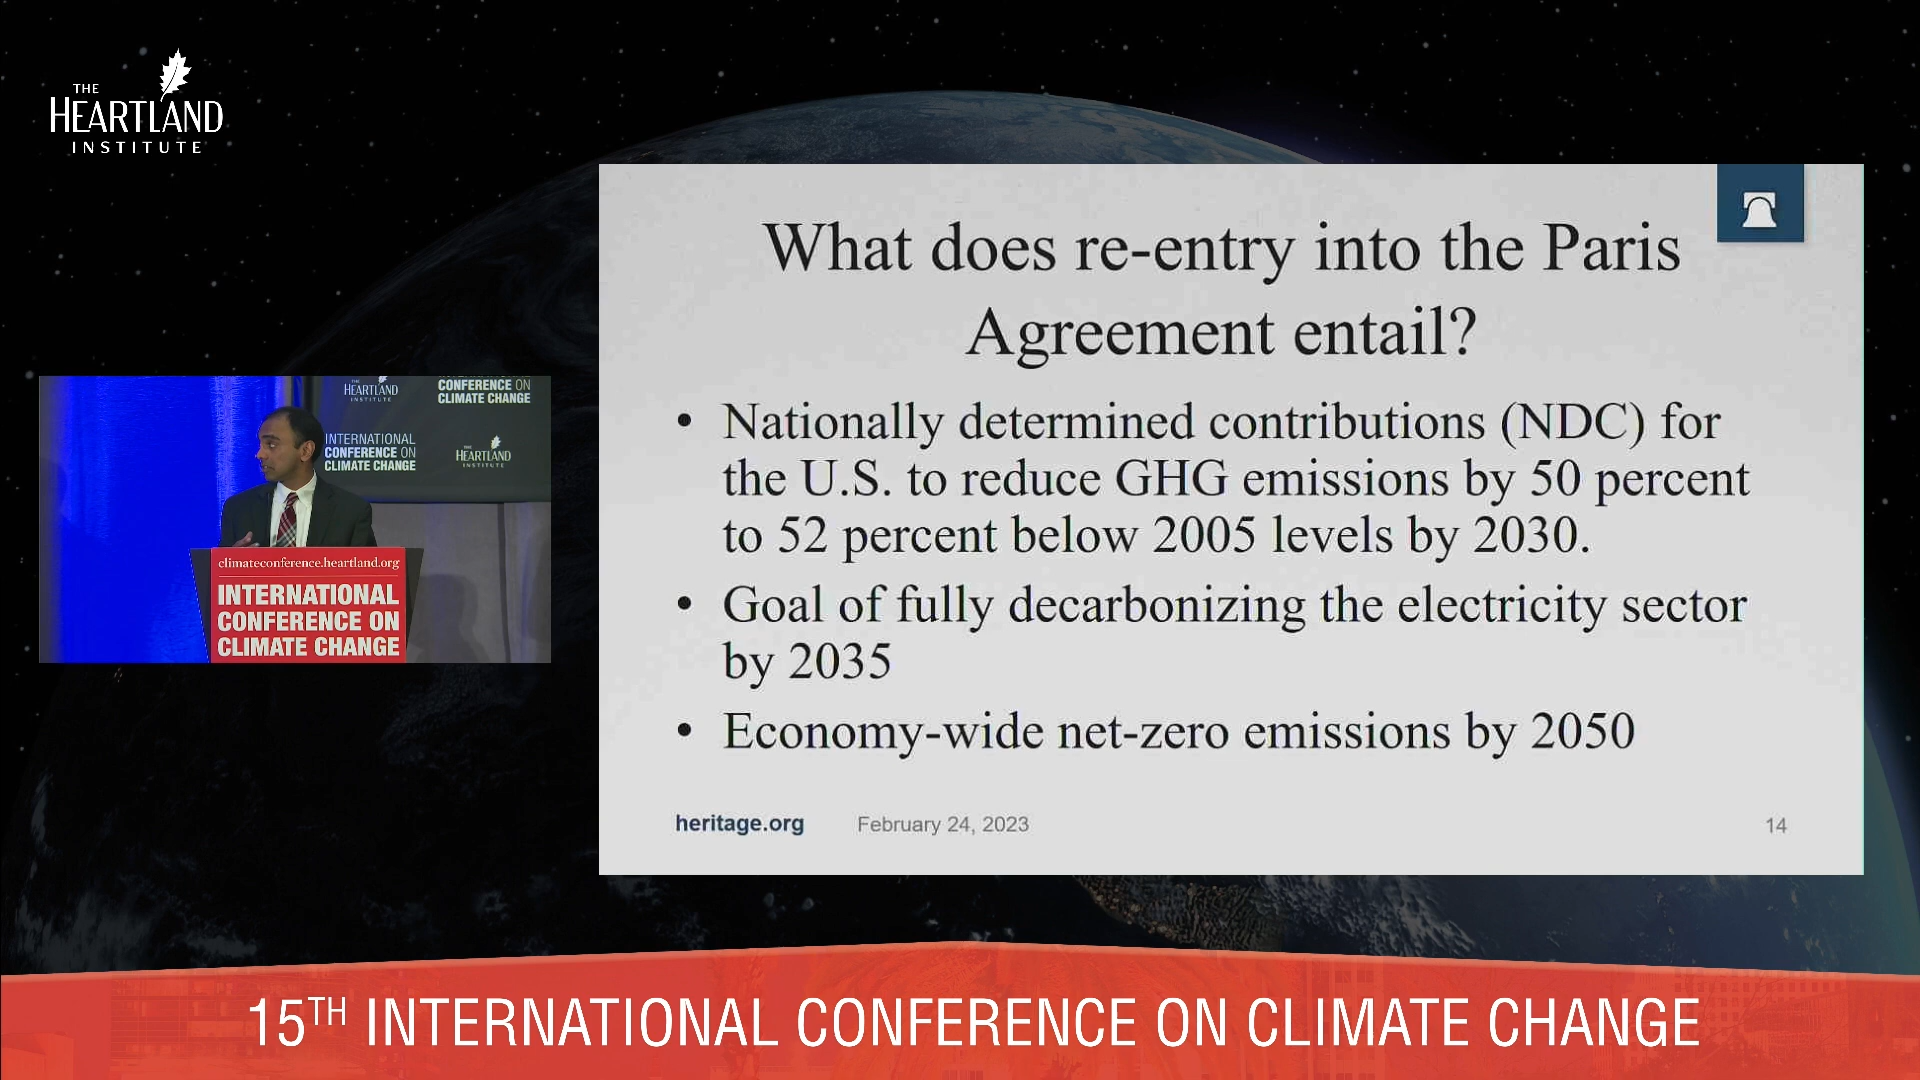 THE
HEARTLAND
INSTITUTE
What does re-entry into the Paris
Agreement entail?
• Nationally determined contributions (NDC) for
the U.S. to reduce GHG emissions by 50 percent
to 52 percent below 2005 levels by 2030.
• Goal of fully decarbonizing the electricity sector
by 2035
• Economy-wide net-zero emissions by 2050
heritage.org February 24, 2023 14
HEARTLAND
INSTITUTE
CONFERENCE ON
CLIMATE CHANGE
INTERNATIONAL
CONFERENCE ON
CLIMATE CHANGE
HEARTLAND
INSTITUTE
climateconference.heartland.org
INTERNATIONAL
CONFERENCE ON
CLIMATE CHANGE
15TH INTERNATIONAL CONFERENCE ON CLIMATE CHANGE